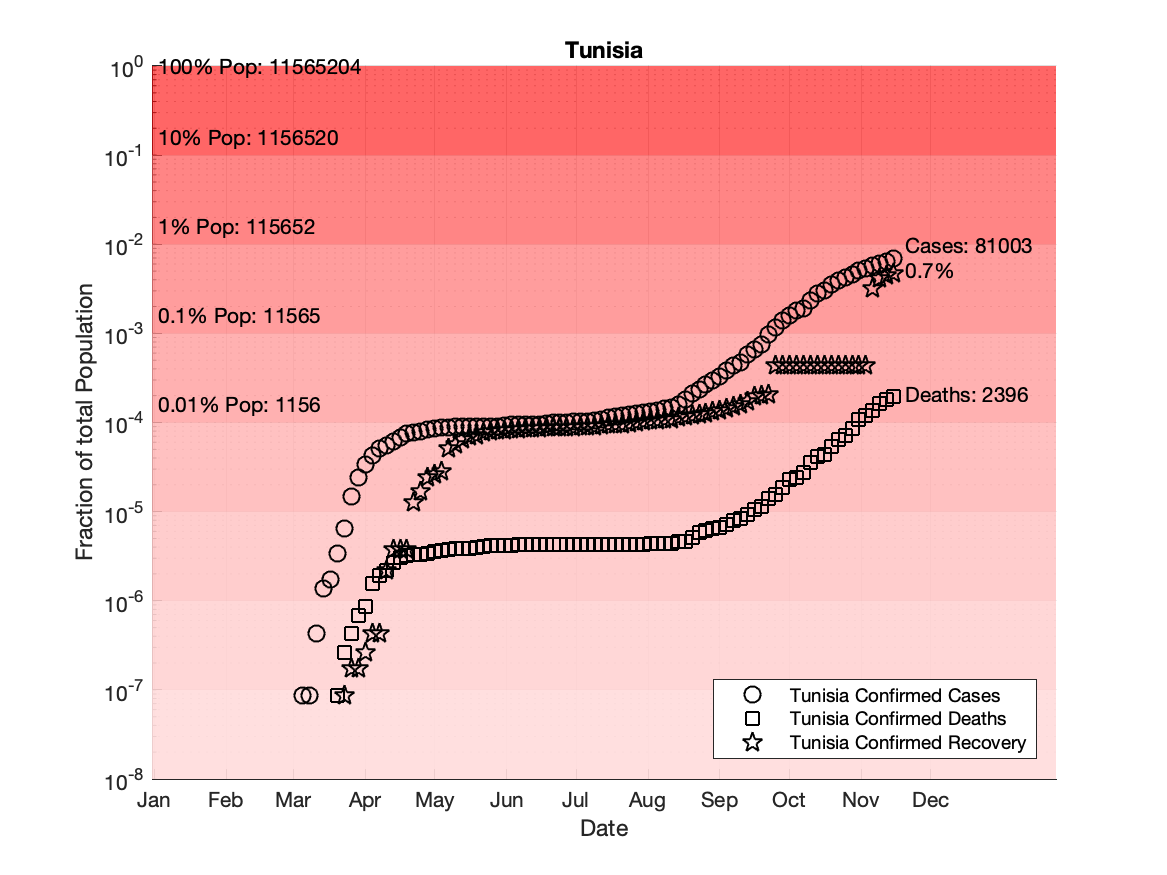 Tunisia
10^0
100% Pop: 11565204
10% Pop: 1156520
10^-1
1% Pop: 115652
10^-2
Cases: 81003
0.7%
0.1% Pop: 11565
10^-3
0.01% Pop: 1156
Deaths: 2396
10^-4
10^-5
10^-6
10^-7
10^-8
Fraction of total Population
Tunisia Confirmed Cases
Tunisia Confirmed Deaths
Tunisia Confirmed Recovery
Jan Feb Mar Apr May Jun Jul Aug Sep Oct Nov Dec
Date